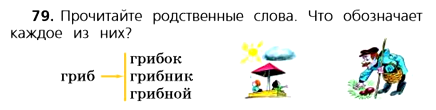 79. Прочитайте родственные слова. Что обозначает
каждое из них?
грибок
гриб грибник
грибной